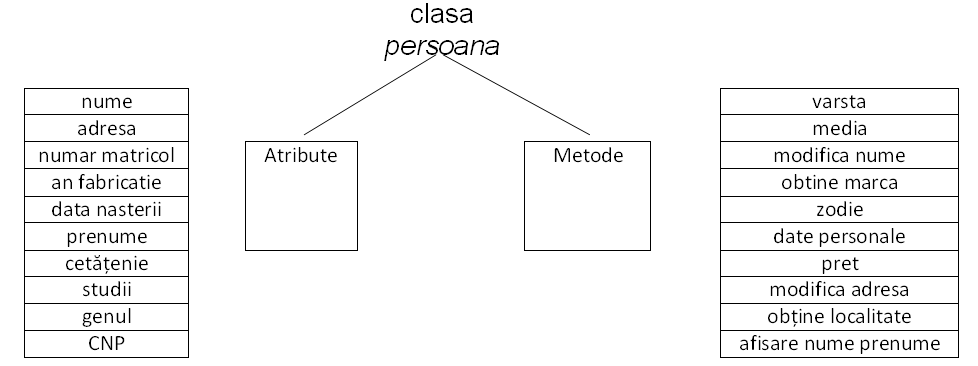 clasa
persoana
nume
adresa
numar matricol
an fabricatie
data nasterii
prenume
cetățenie
studii
genul
CNP
Atribute
Metode
varsta
media
modifica nume
obtine marca
zodie
date personale
pret
modifica adresa
obține localitate
afisare nume prenume